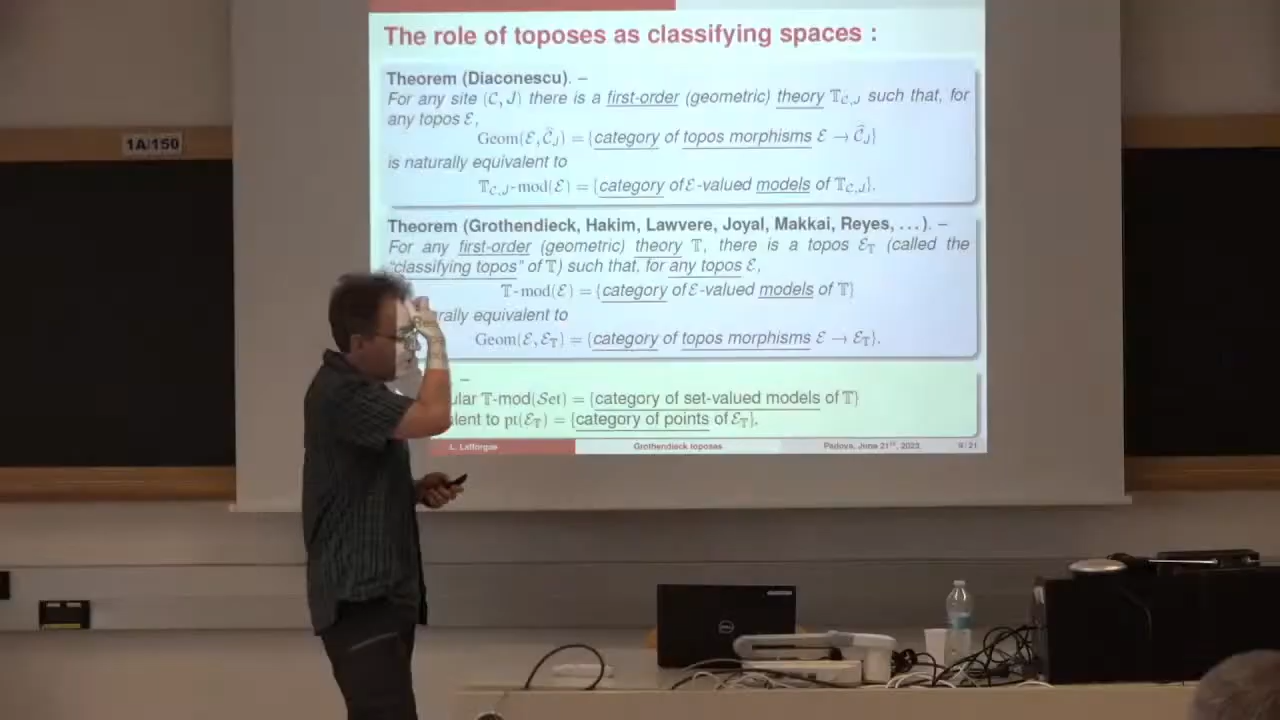 The role of toposes as classifying spaces :
Theorem (Diaconescu). –
For any site (C, J) there is a first-order (geometric) theory 𝕋_{C,J} such that, for
any topos ℰ,
Geom(ℰ, Ĉ_J) = {category of topos morphisms ℰ → Ĉ_J}
is naturally equivalent to
𝕋_{C,J}-mod(ℰ) = {category of ℰ-valued models of 𝕋_{C,J}}.
Theorem (Grothendieck, Hakim, Lawvere, Joyal, Makkai, Reyes, …). –
For any first-order (geometric) theory 𝕋, there is a topos ℰ_𝕋 (called the
"classifying topos" of 𝕋) such that, for any topos ℰ,
𝕋-mod(ℰ) = {category of ℰ-valued models of 𝕋}
rally equivalent to
Geom(ℰ, ℰ_𝕋) = {category of topos morphisms ℰ → ℰ_𝕋}.
–
ular 𝕋-mod(Set) = {category of set-valued models of 𝕋}
lent to pt(ℰ_𝕋) = {category of points of ℰ_𝕋}.
L. Lafforgue Grothendieck toposes Padova, June 21st, 2023 9/21
1A/150
DELL